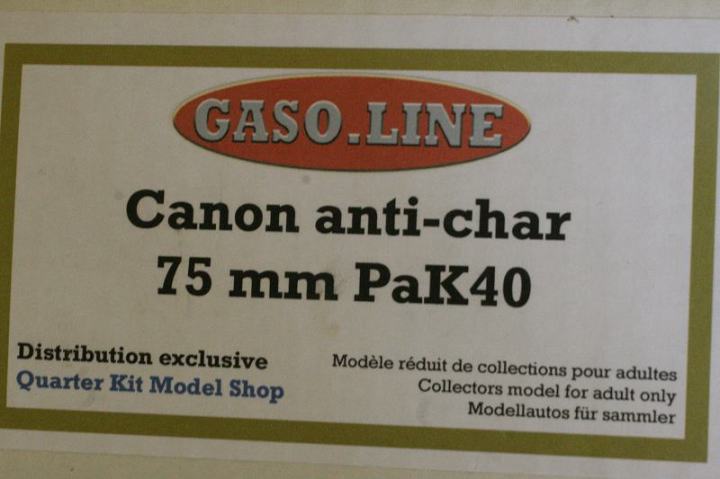 GASO.LINE
Canon anti-char
75 mm PaK40
Distribution exclusive
Quarter Kit Model Shop
Modèle réduit de collections pour adultes
Collectors model for adult only
Modellautos für sammler